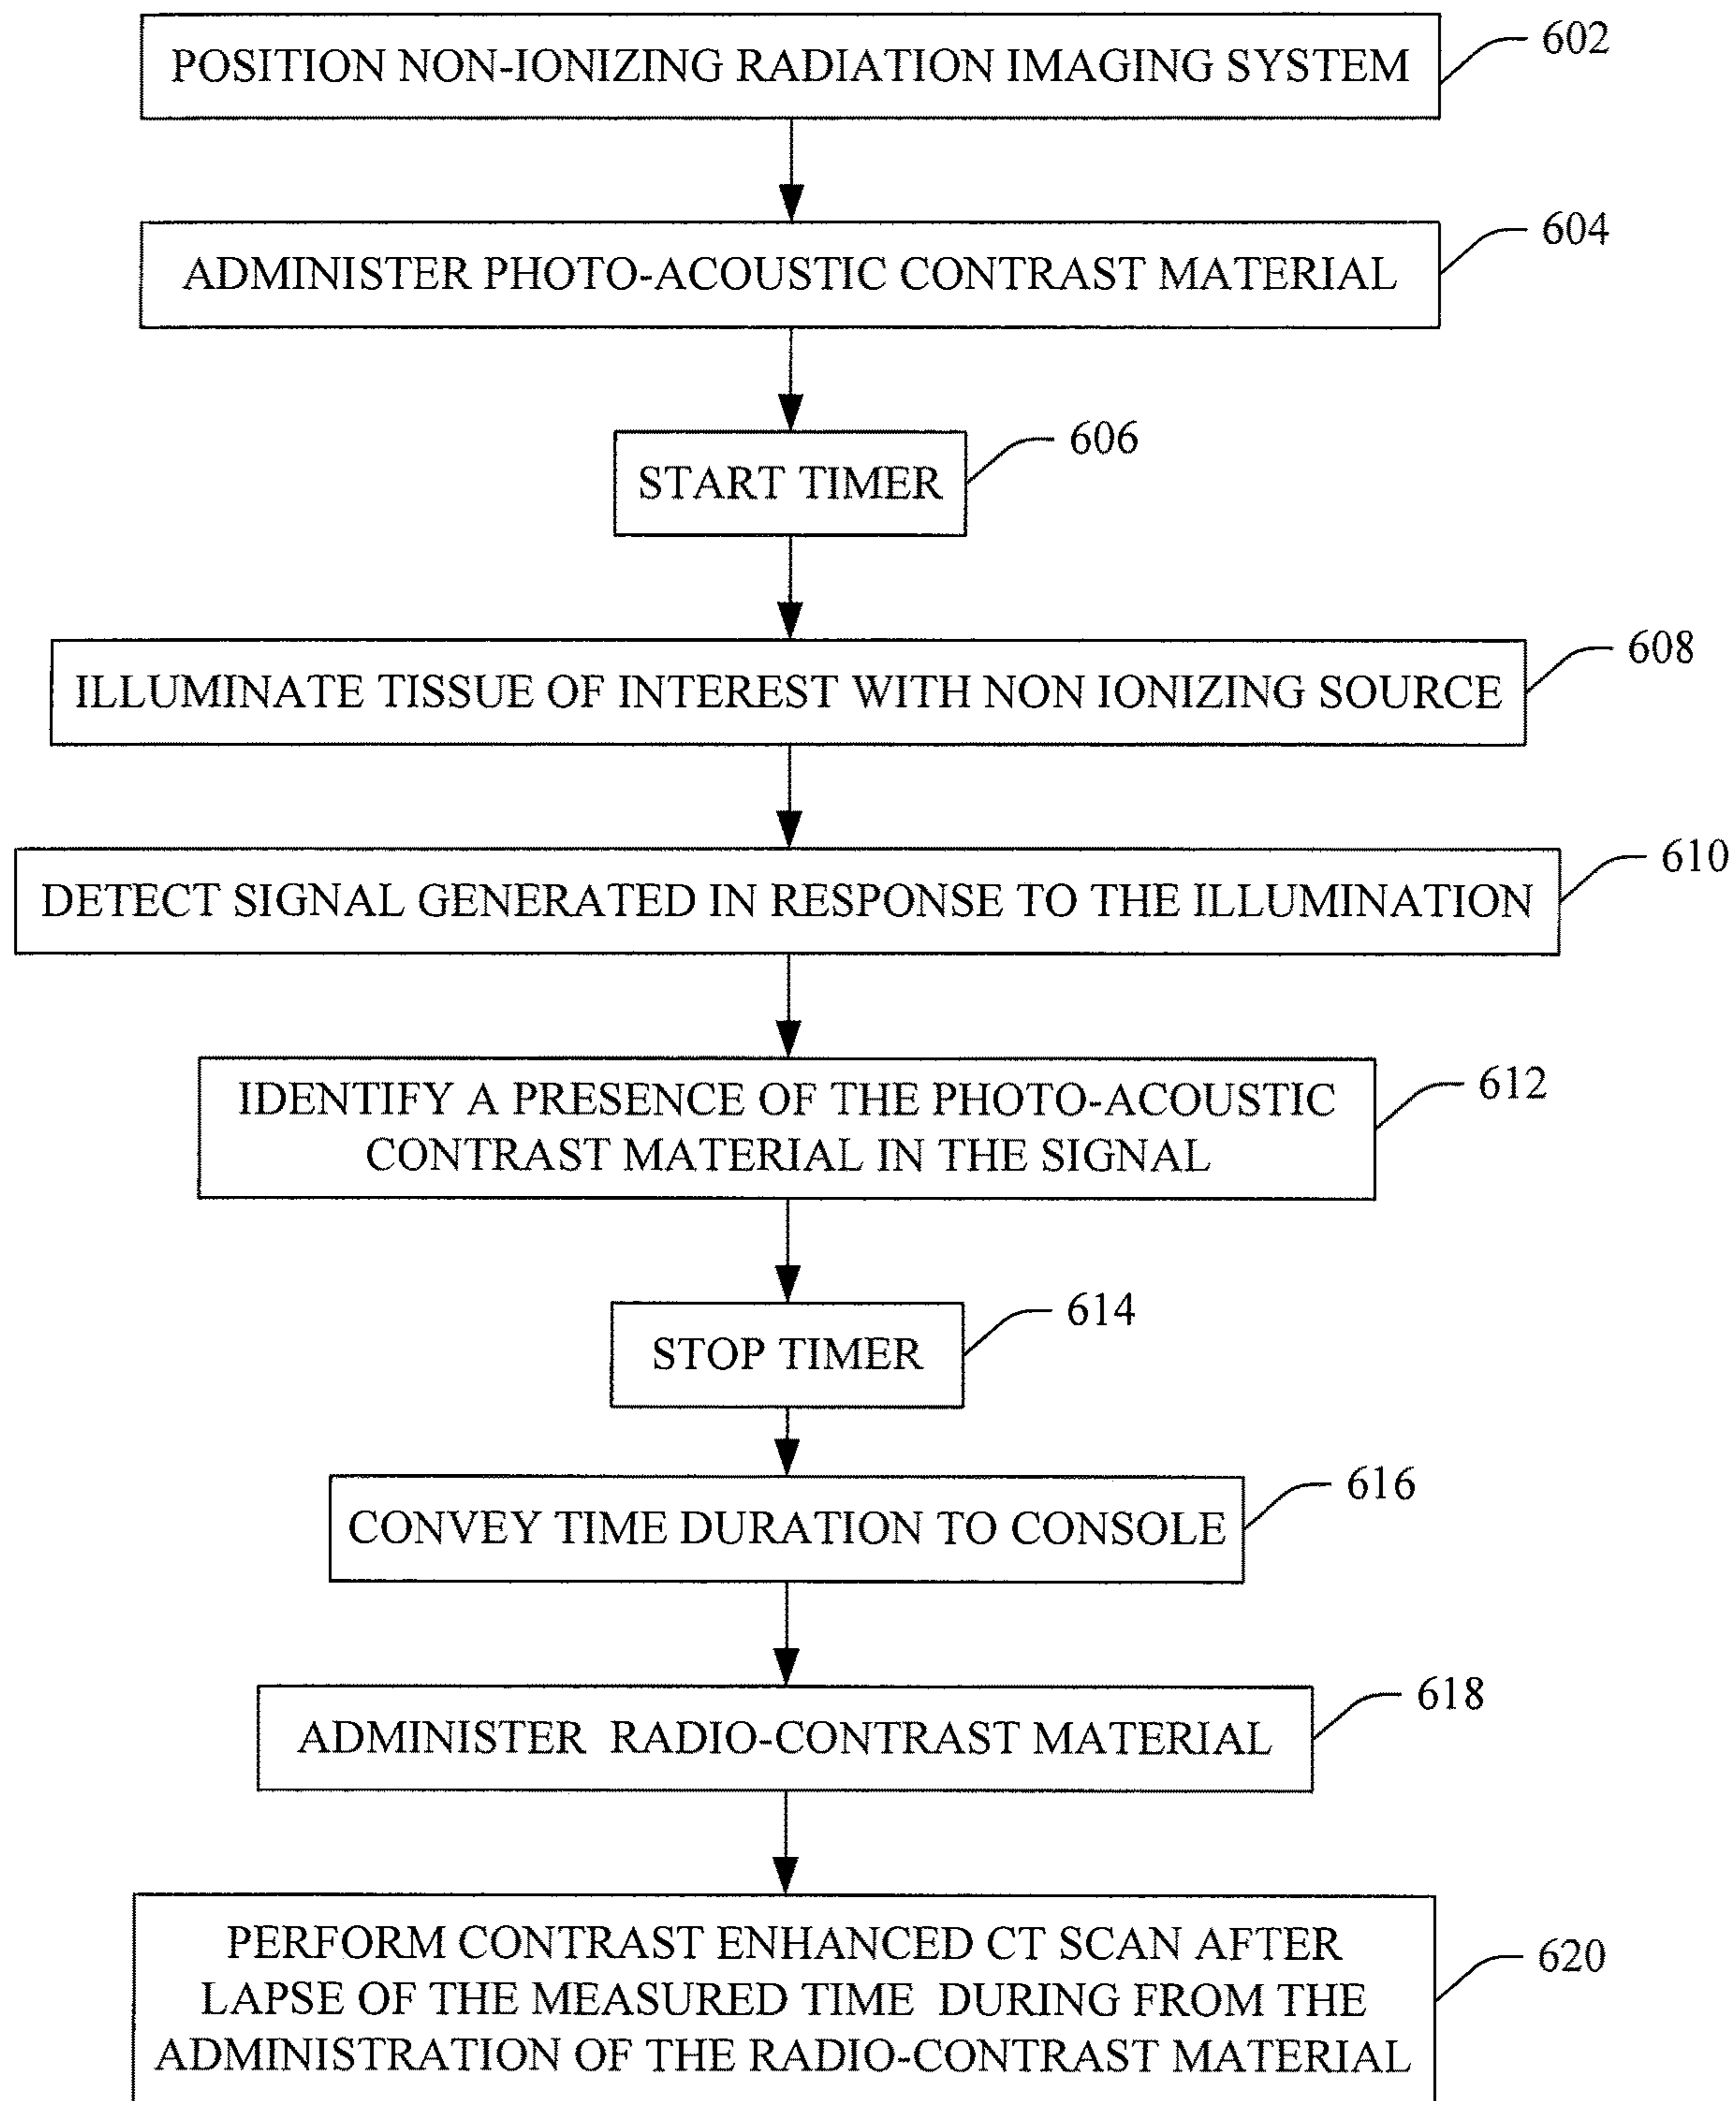 602
POSITION NON-IONIZING RADIATION IMAGING SYSTEM
604
ADMINISTER PHOTO-ACOUSTIC CONTRAST MATERIAL
606
START TIMER
608
ILLUMINATE TISSUE OF INTEREST WITH NON IONIZING SOURCE
610
DETECT SIGNAL GENERATED IN RESPONSE TO THE ILLUMINATION
612
IDENTIFY A PRESENCE OF THE PHOTO-ACOUSTIC
CONTRAST MATERIAL IN THE SIGNAL
614
STOP TIMER
616
CONVEY TIME DURATION TO CONSOLE
618
ADMINISTER RADIO-CONTRAST MATERIAL
620
PERFORM CONTRAST ENHANCED CT SCAN AFTER
LAPSE OF THE MEASURED TIME DURING FROM THE
ADMINISTRATION OF THE RADIO-CONTRAST MATERIAL